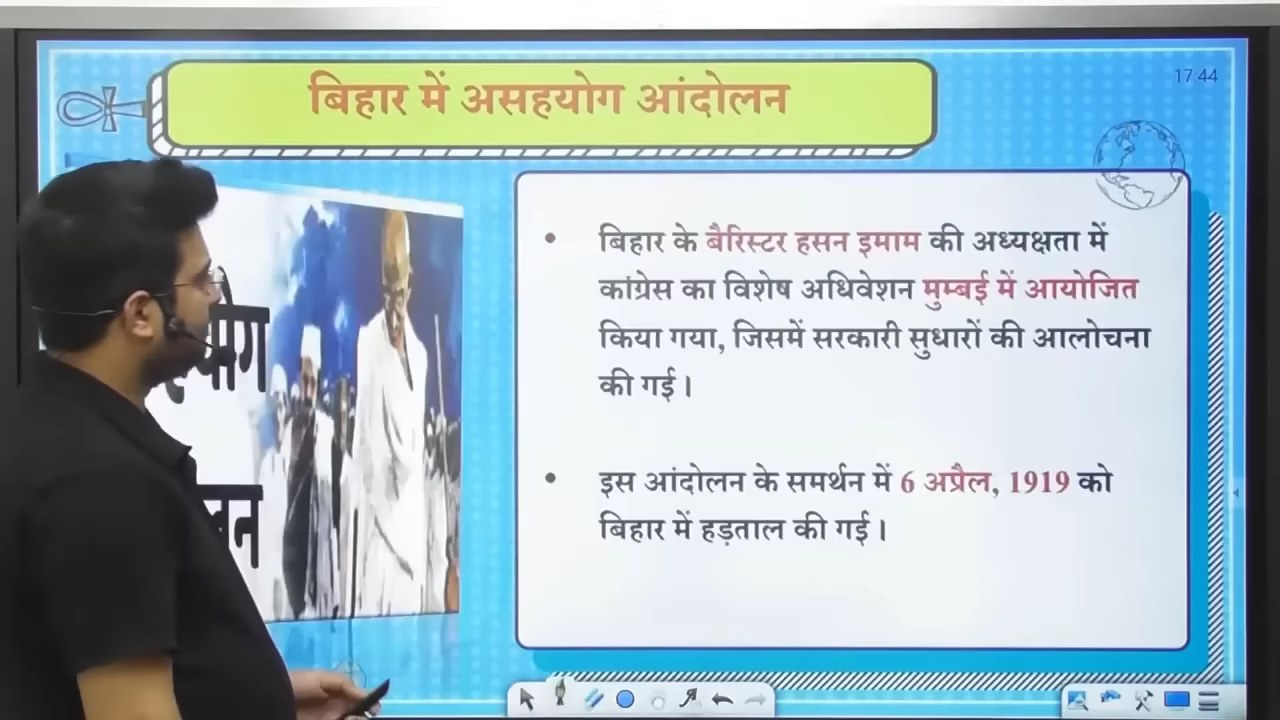 17 44
बिहार में असहयोग आंदोलन
• बिहार के बैरिस्टर हसन इमाम की अध्यक्षता में
कांग्रेस का विशेष अधिवेशन मुम्बई में आयोजित
किया गया, जिसमें सरकारी सुधारों की आलोचना
की गई।
• इस आंदोलन के समर्थन में 6 अप्रैल, 1919 को
बिहार में हड़ताल की गई।